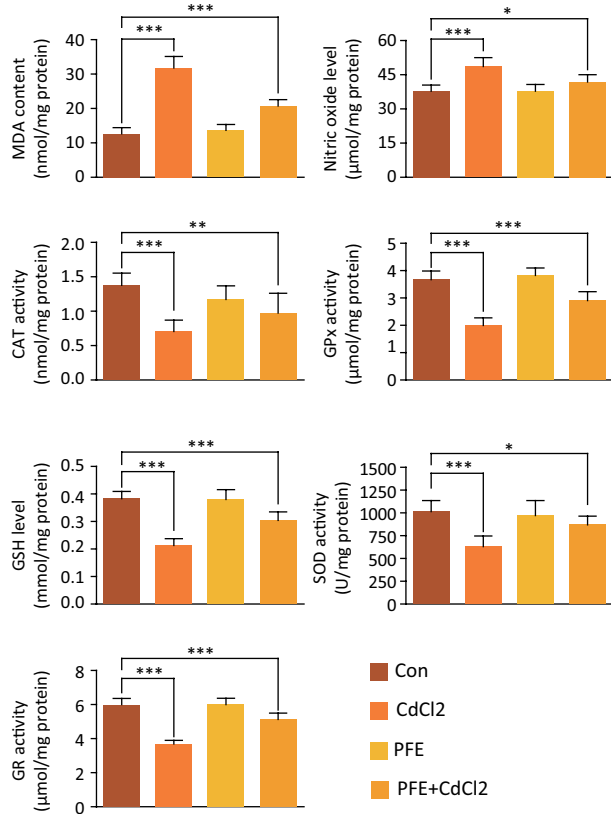 ***
***
MDA content
(nmol/mg protein)
40
30
20
10
0
*
***
Nitric oxide level
(µmol/mg protein)
60
45
30
15
0
**
***
CAT activity
(nmol/mg protein)
2.0
1.5
1.0
0.5
0.0
***
***
GPx activity
(µmol/mg protein)
5
4
3
2
1
0
***
***
GSH level
(mmol/mg protein)
0.5
0.4
0.3
0.2
0.1
0.0
*
***
SOD activity
(U/mg protein)
1500
1250
1000
750
500
250
0
***
***
GR activity
(µmol/mg protein)
8
6
4
2
0
Con
CdCl2
PFE
PFE+CdCl2